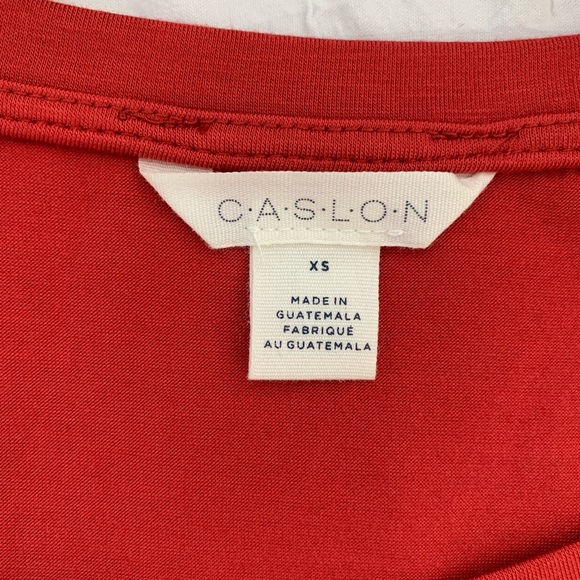 C·A·S·L·O·N
XS
MADE IN
GUATEMALA
FABRIQUÉ
AU GUATEMALA